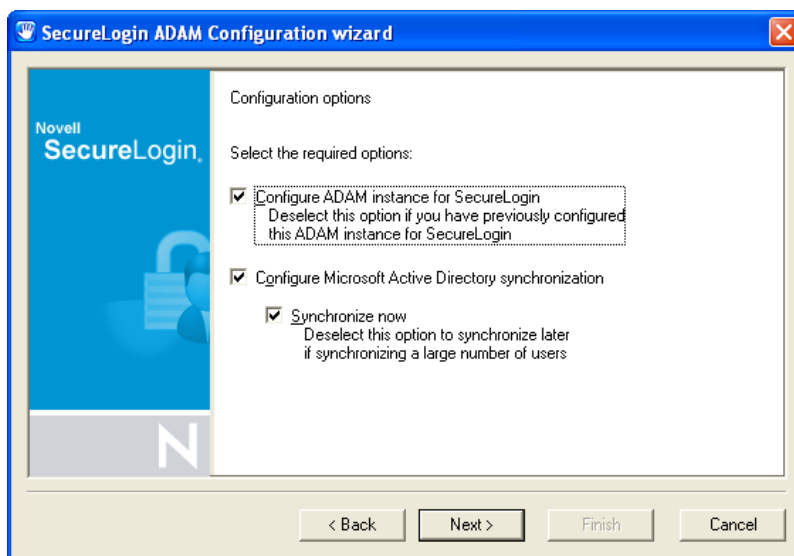 SecureLogin ADAM Configuration wizard
Novell
SecureLogin.
Configuration options
Select the required options:
Configure ADAM instance for SecureLogin
Deselect this option if you have previously configured
this ADAM instance for SecureLogin
Configure Microsoft Active Directory synchronization
Synchronize now
Deselect this option to synchronize later
if synchronizing a large number of users
N
< Back
Next >
Finish
Cancel